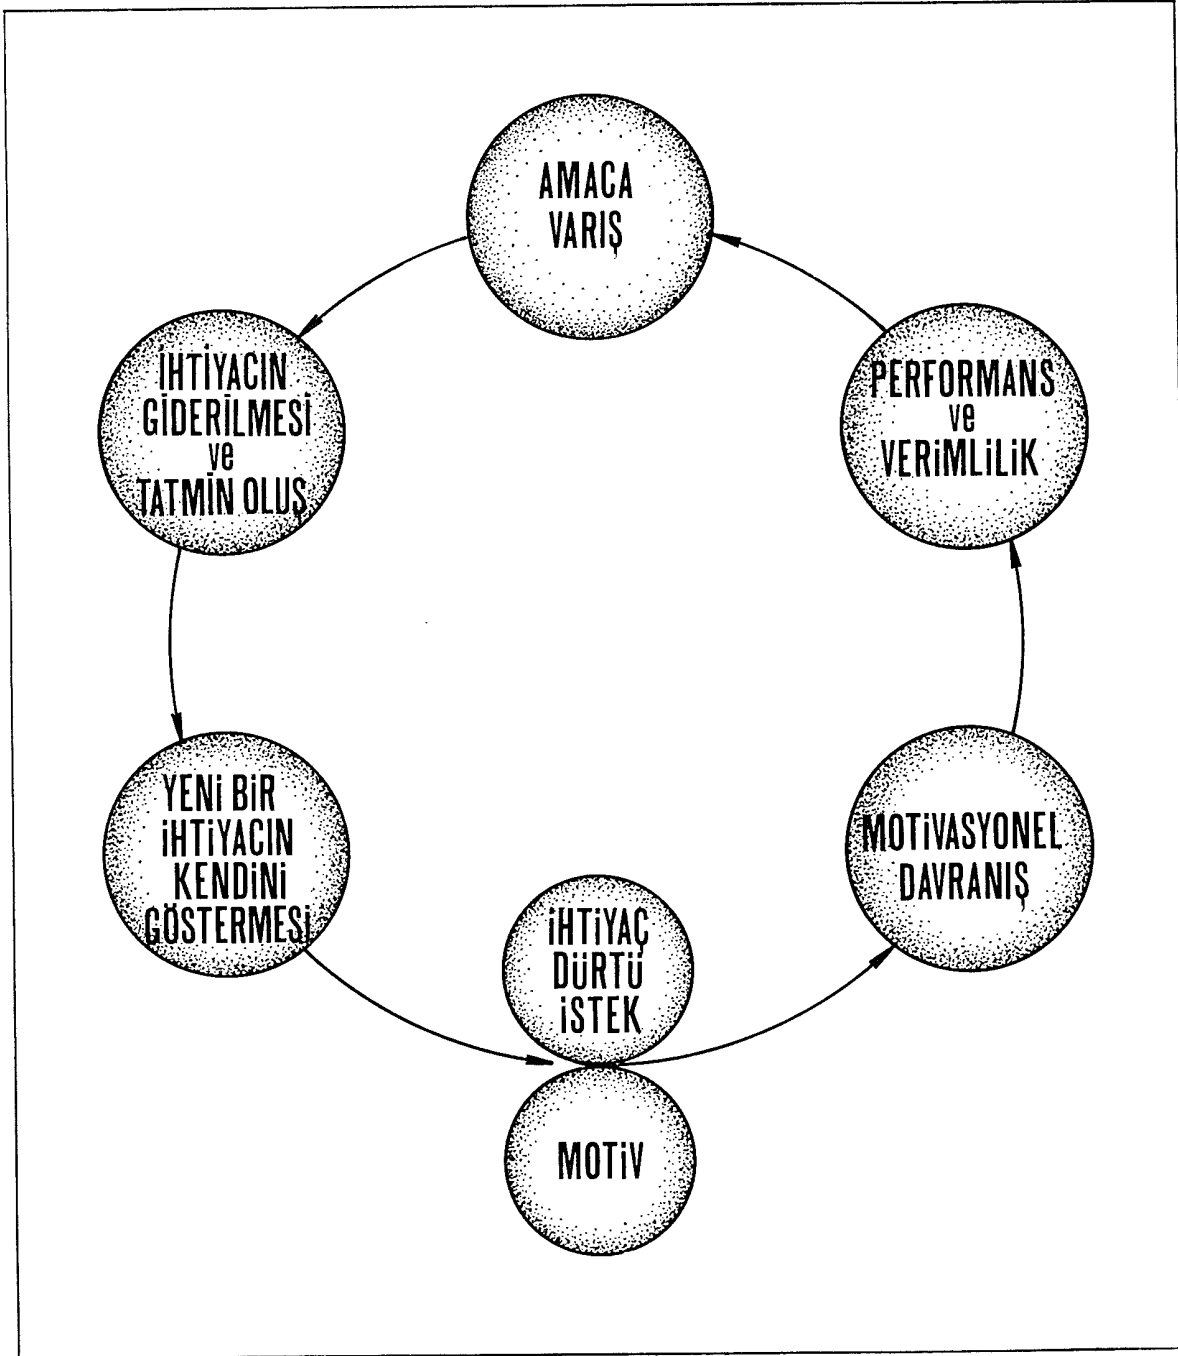 AMACA
VARIŞ
İHTİYACIN
GİDERİLMESİ
ve
TATMİN OLUŞ
PERFORMANS
ve
VERİMLİLİK
YENİ BİR
İHTİYACIN
KENDİNİ
GÖSTERMESİ
MOTİVASYONEL
DAVRANIŞ
İHTİYAÇ
DÜRTÜ
İSTEK
MOTİV